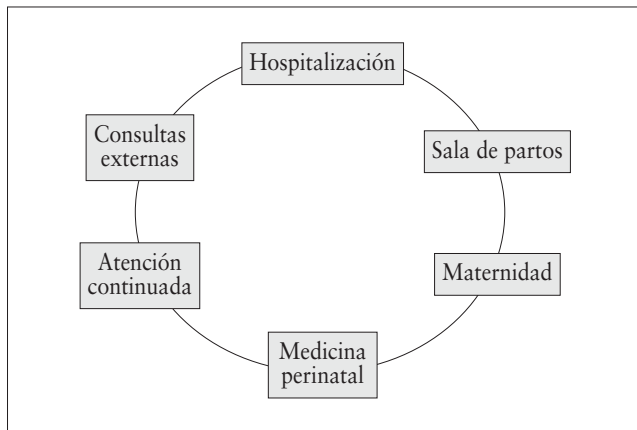 Hospitalización
Consultas
externas
Sala de partos
Atención
continuada
Maternidad
Medicina
perinatal